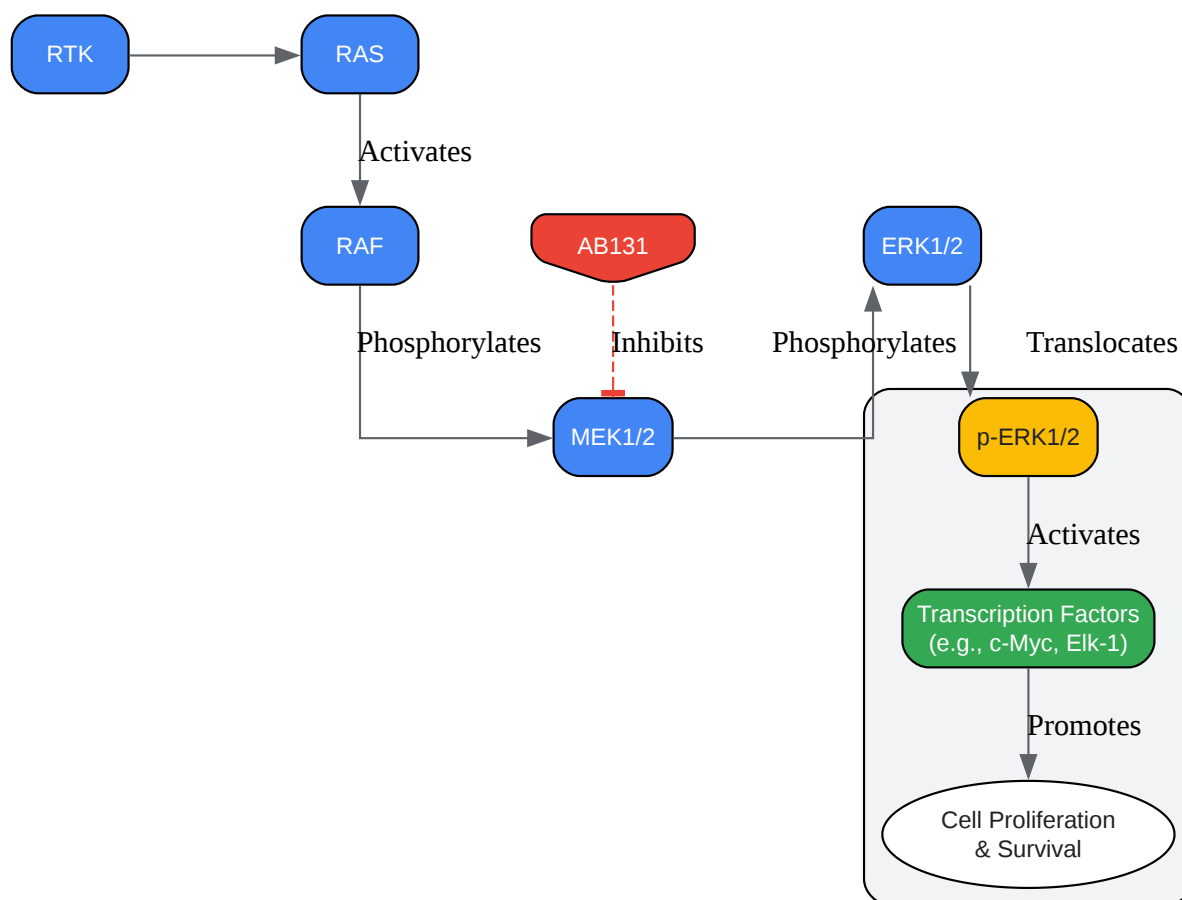 RTK
RAS
Activates
RAF
AB131
ERK1/2
Phosphorylates
Inhibits
Phosphorylates
Translocates
MEK1/2
p-ERK1/2
Activates
Transcription Factors
(e.g., c-Myc, Elk-1)
Promotes
Cell Proliferation
& Survival